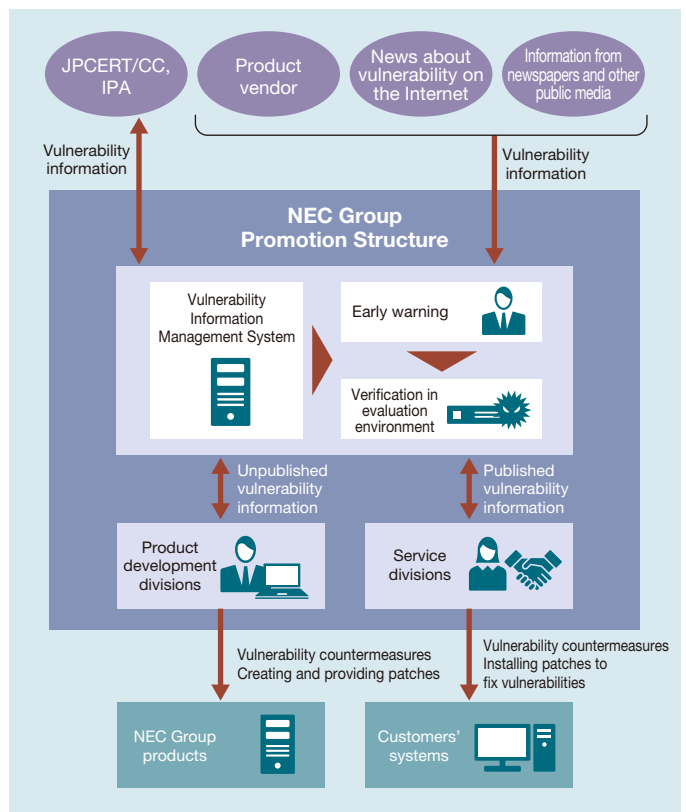 JPCERT/CC,
IPA
Product
vendor
News about
vulnerability on
the Internet
Information from
newspapers and other
public media
Vulnerability
information
Vulnerability
information
NEC Group
Promotion Structure
Vulnerability
Information
Management System
Early warning
Verification in
evaluation
environment
Unpublished
vulnerability
information
Published
vulnerability
information
Product
development
divisions
Service
divisions
Vulnerability countermeasures
Creating and providing patches
Vulnerability countermeasures
Installing patches to
fix vulnerabilities
NEC Group
products
Customers'
systems